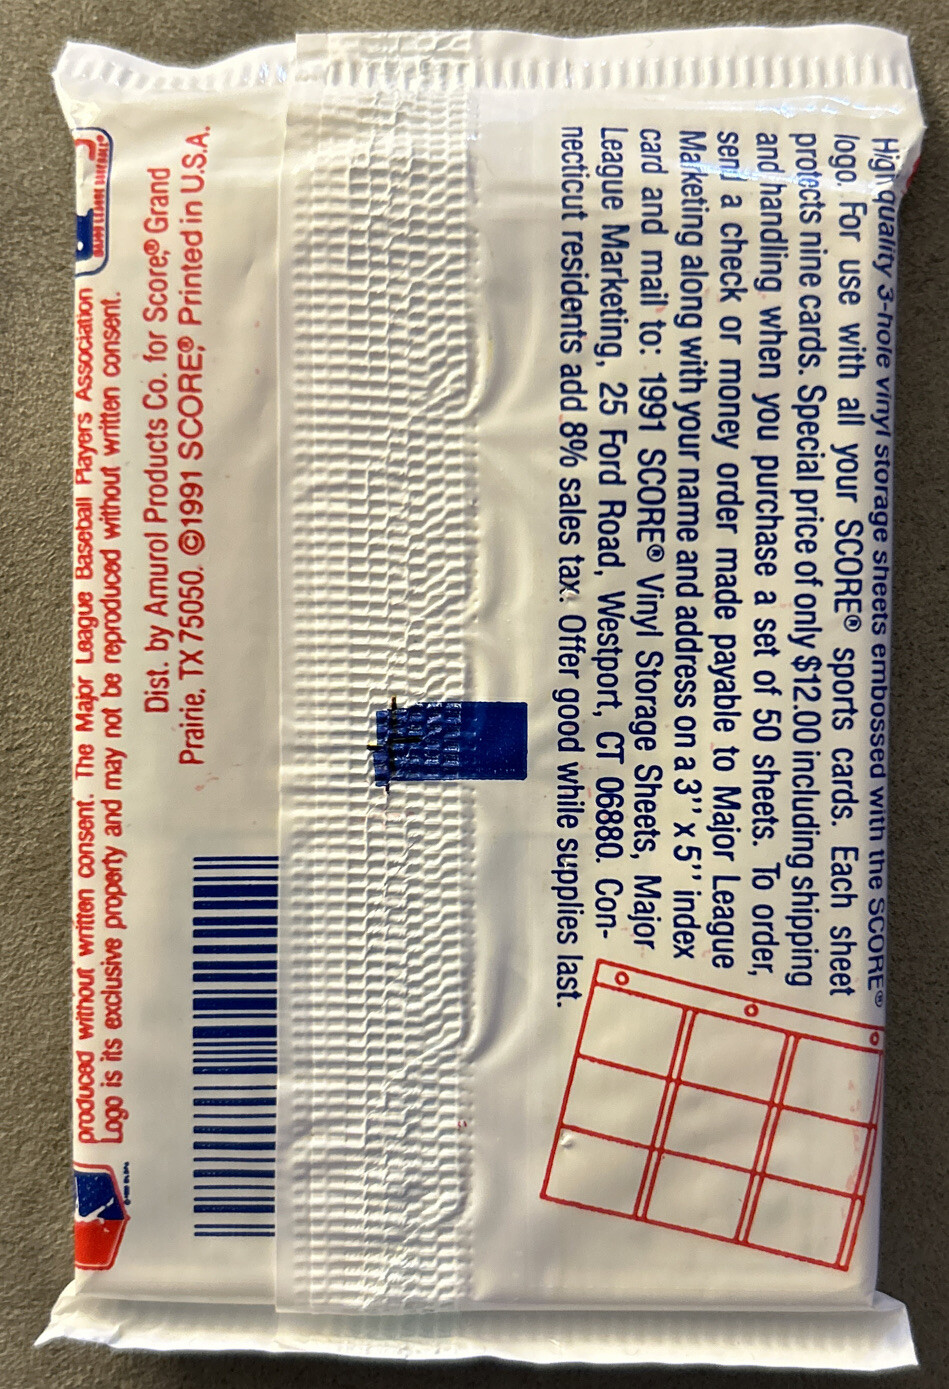 High quality 3-hole vinyl storage sheets embossed with the SCORE®
logo. For use with all your SCORE® sports cards. Each sheet
protects nine cards. Special price of only $12.00 including shipping
and handling when you purchase a set of 50 sheets. To order,
send a check or money order made payable to Major League
Marketing along with your name and address on a 3" x 5" index
card and mail to: 1991 SCORE® Vinyl Storage Sheets, Major
League Marketing, 25 Ford Road, Westport, CT 06880. Con-
necticut residents add 8% sales tax. Offer good while supplies last.
produced without written consent. The Major League Baseball Players Association
Logo is its exclusive property and may not be reproduced without written consent.
Dist. by Amurol Products Co. for Score,® Grand
Prairie, TX 75050. ©1991 SCORE,® Printed in U.S.A.